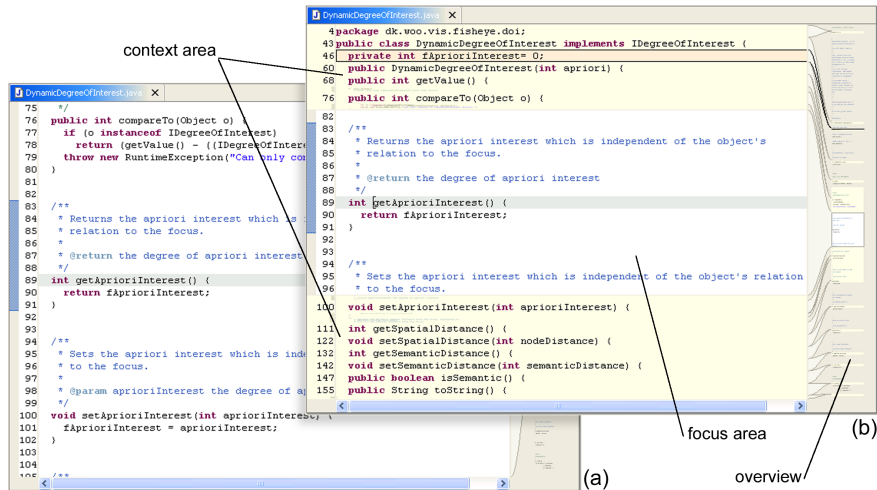 context area
DynamicDegreeOfInterest.java
75 */
76 public int compareTo(Object o) {
77 if (o instanceof IDegreeOfInterest)
78 return (getValue() - ((IDegreeOfIntere
79 throw new RuntimeException("Can only co
80 }
81
82
83 /**
84 * Returns the apriori interest which is
85 * relation to the focus.
86 *
87 * @return the degree of apriori interest
88 */
89 int getAprioriInterest() {
90 return fAprioriInterest;
91 }
92
93
94 /**
95 * Sets the apriori interest which is inde
96 * to the focus.
97 *
98 * @param aprioriInterest the degree of ap
99 */
100 void setAprioriInterest(int aprioriInterest) {
101 fAprioriInterest = aprioriInterest;
102 }
103
104
105 /**
(a)
DynamicDegreeOfInterest.java
4 package dk.woo.vis.fisheye.doi;
43 public class DynamicDegreeOfInterest implements IDegreeOfInterest {
46 private int fAprioriInterest= 0;
60 public DynamicDegreeOfInterest(int apriori) {
68 public int getValue() {
76 public int compareTo(Object o) {
82
83 /**
84 * Returns the apriori interest which is independent of the object's
85 * relation to the focus.
86 *
87 * @return the degree of apriori interest
88 */
89 int getAprioriInterest() {
90 return fAprioriInterest;
91 }
92
93
94 /**
95 * Sets the apriori interest which is independent of the object's relation
96 * to the focus.
100 void setAprioriInterest(int aprioriInterest) {
111 int getSpatialDistance() {
122 void setSpatialDistance(int nodeDistance) {
132 int getSemanticDistance() {
142 void setSemanticDistance(int semanticDistance) {
147 public boolean isSemantic() {
155 public String toString() {
focus area
(b)
overview